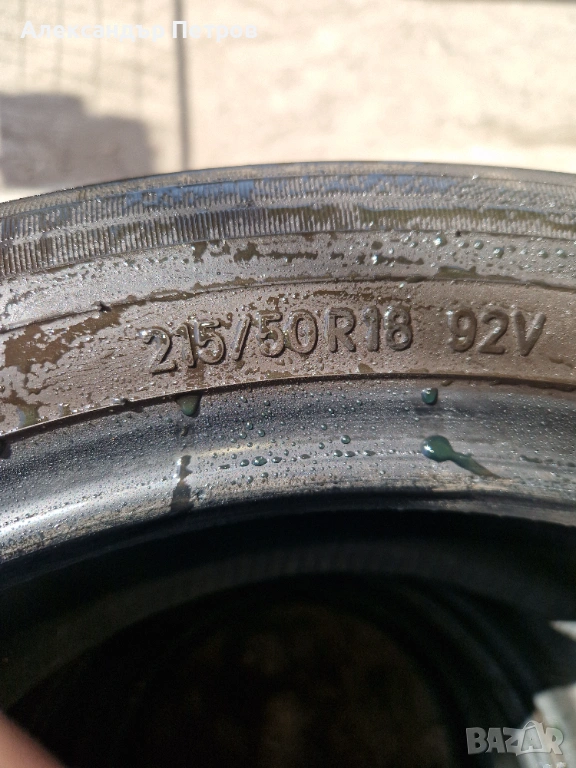 Александър Петров
215/50R18 92V
BAZAR